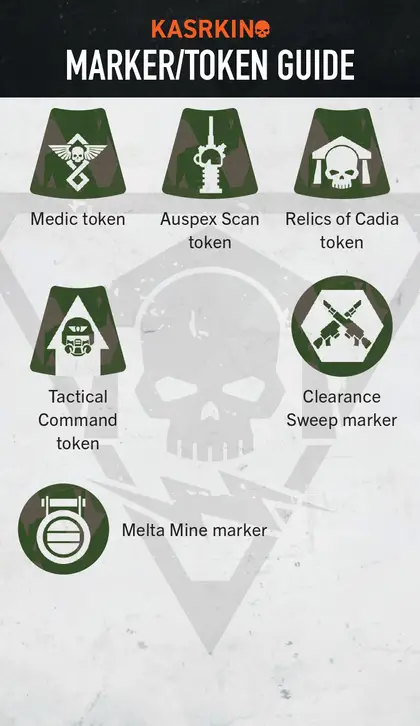 KASRKIN
MARKER/TOKEN GUIDE
Medic token
Auspex Scan
token
Relics of Cadia
token
Tactical
Command
token
Clearance
Sweep marker
Melta Mine marker